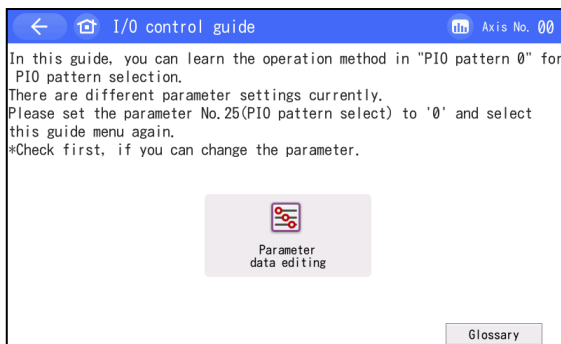 I/O control guide
Axis No. 00
In this guide, you can learn the operation method in "PIO pattern 0" for
PIO pattern selection.
There are different parameter settings currently.
Please set the parameter No.25(PIO pattern select) to '0' and select
this guide menu again.
*Check first, if you can change the parameter.
Parameter
data editing
Glossary